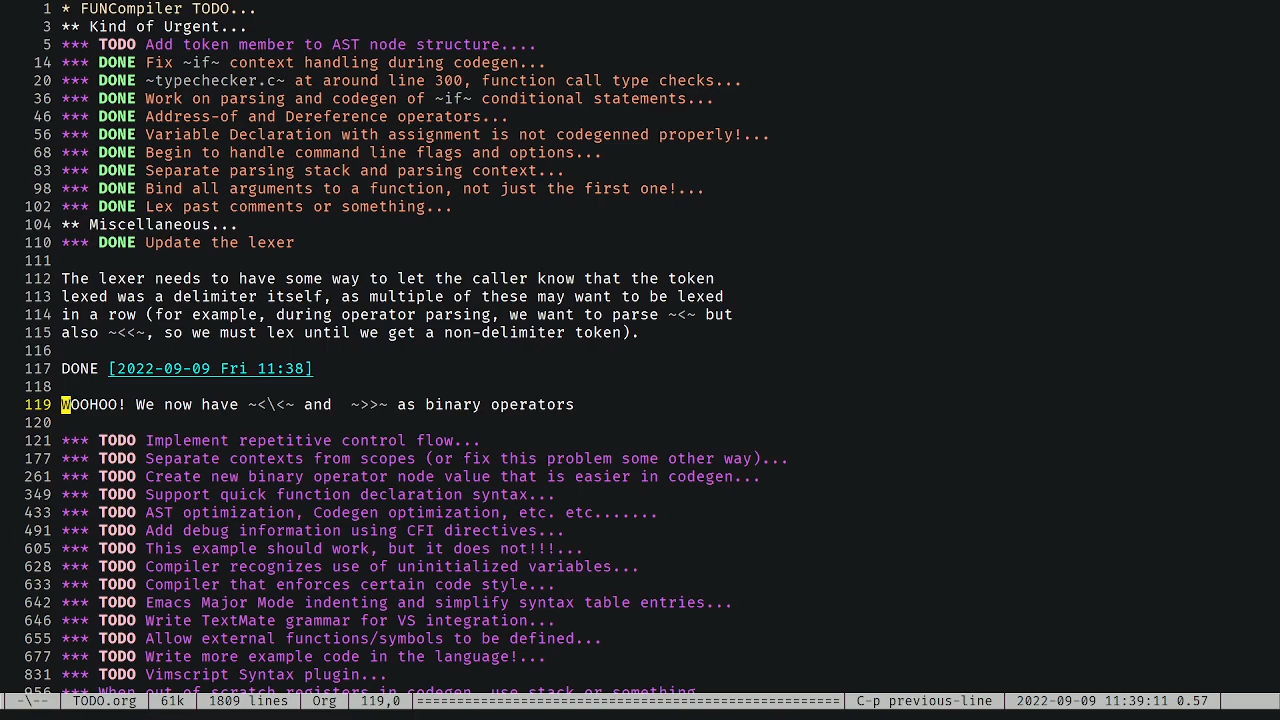 1 * FUNCompiler TODO...
3 ** Kind of Urgent...
5 *** TODO Add token member to AST node structure....
14 *** DONE Fix ~if~ context handling during codegen...
20 *** DONE ~typechecker.c~ at around line 300, function call type checks...
36 *** DONE Work on parsing and codegen of ~if~ conditional statements...
46 *** DONE Address-of and Dereference operators...
56 *** DONE Variable Declaration with assignment is not codegenned properly!...
68 *** DONE Begin to handle command line flags and options...
83 *** DONE Separate parsing stack and parsing context...
98 *** DONE Bind all arguments to a function, not just the first one!...
102 *** DONE Lex past comments or something...
104 ** Miscellaneous...
110 *** DONE Update the lexer
111
112 The lexer needs to have some way to let the caller know that the token
113 lexed was a delimiter itself, as multiple of these may want to be lexed
114 in a row (for example, during operator parsing, we want to parse ~<~ but
115 also ~<<~, so we must lex until we get a non-delimiter token).
116
117 DONE [2022-09-09 Fri 11:38]
118
119 WOOHOO! We now have ~<\<~ and  ~>>~ as binary operators
120
121 *** TODO Implement repetitive control flow...
177 *** TODO Separate contexts from scopes (or fix this problem some other way)...
261 *** TODO Create new binary operator node value that is easier in codegen...
349 *** TODO Support quick function declaration syntax...
433 *** TODO AST optimization, Codegen optimization, etc. etc.......
491 *** TODO Add debug information using CFI directives...
605 *** TODO This example should work, but it does not!!!...
628 *** TODO Compiler recognizes use of uninitialized variables...
633 *** TODO Compiler that enforces certain code style...
642 *** TODO Emacs Major Mode indenting and simplify syntax table entries...
646 *** TODO Write TextMate grammar for VS integration...
655 *** TODO Allow external functions/symbols to be defined...
677 *** TODO Write more example code in the language!...
831 *** TODO Vimscript Syntax plugin...
956 *** When out of scratch registers in codegen, use stack or something
-\-- TODO.org 61k 1809 lines Org 119,0 ============================================== C-p previous-line 2022-09-09 11:39:11 0.57